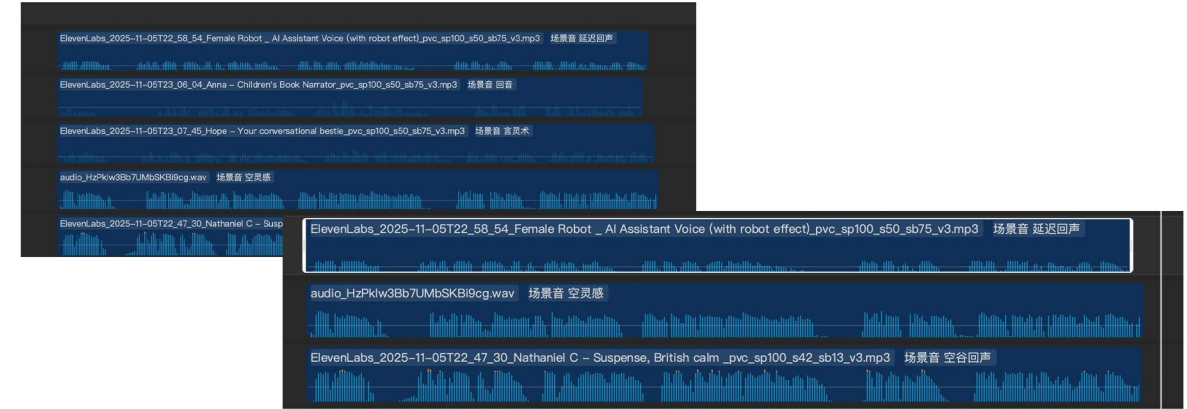 ElevenLabs_2025-11-05T22_58_54_Female Robot _ AI Assistant Voice (with robot effect)_pvc_sp100_s50_sb75_v3.mp3 场景音 延迟回声
ElevenLabs_2025-11-05T23_06_04_Anna – Children's Book Narrator_pvc_sp100_s50_sb75_v3.mp3 场景音 回音
ElevenLabs_2025-11-05T23_07_45_Hope – Your conversational bestie_pvc_sp100_s50_sb75_v3.mp3 场景音 言灵术
audio_HzPklw3Bb7UMbSKBi9cg.wav 场景音 空灵感
ElevenLabs_2025-11-05T22_47_30_Nathaniel C – Susp
ElevenLabs_2025-11-05T22_58_54_Female Robot _ AI Assistant Voice (with robot effect)_pvc_sp100_s50_sb75_v3.mp3 场景音 延迟回声
audio_HzPklw3Bb7UMbSKBi9cg.wav 场景音 空灵感
ElevenLabs_2025-11-05T22_47_30_Nathaniel C – Suspense, British calm _pvc_sp100_s42_sb13_v3.mp3 场景音 空谷回声